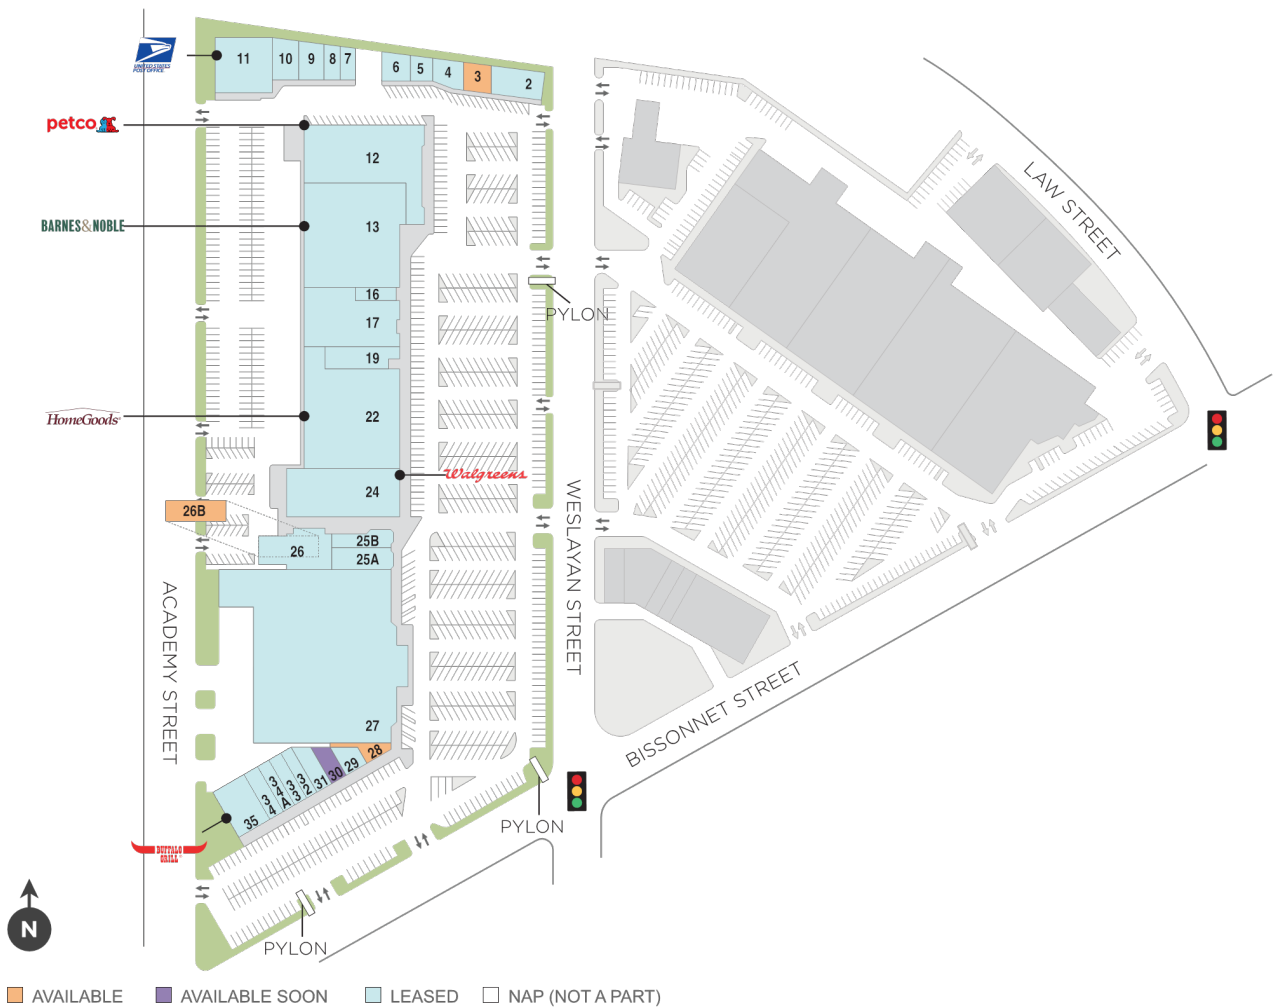 UNITED STATES
POST OFFICE
11
10
9
8
7
6
5
4
3
2
petco
12
BARNES&NOBLE
13
16
17
19
HomeGoods
22
Walgreens
24
26B
26
25B
25A
27
28
29
30
31
32
33
34A
34
35
BUFFALO
GRILL
ACADEMY STREET
WESLAYAN STREET
BISSONNET STREET
LAW STREET
PYLON
PYLON
PYLON
N
AVAILABLE
AVAILABLE SOON
LEASED
NAP (NOT A PART)